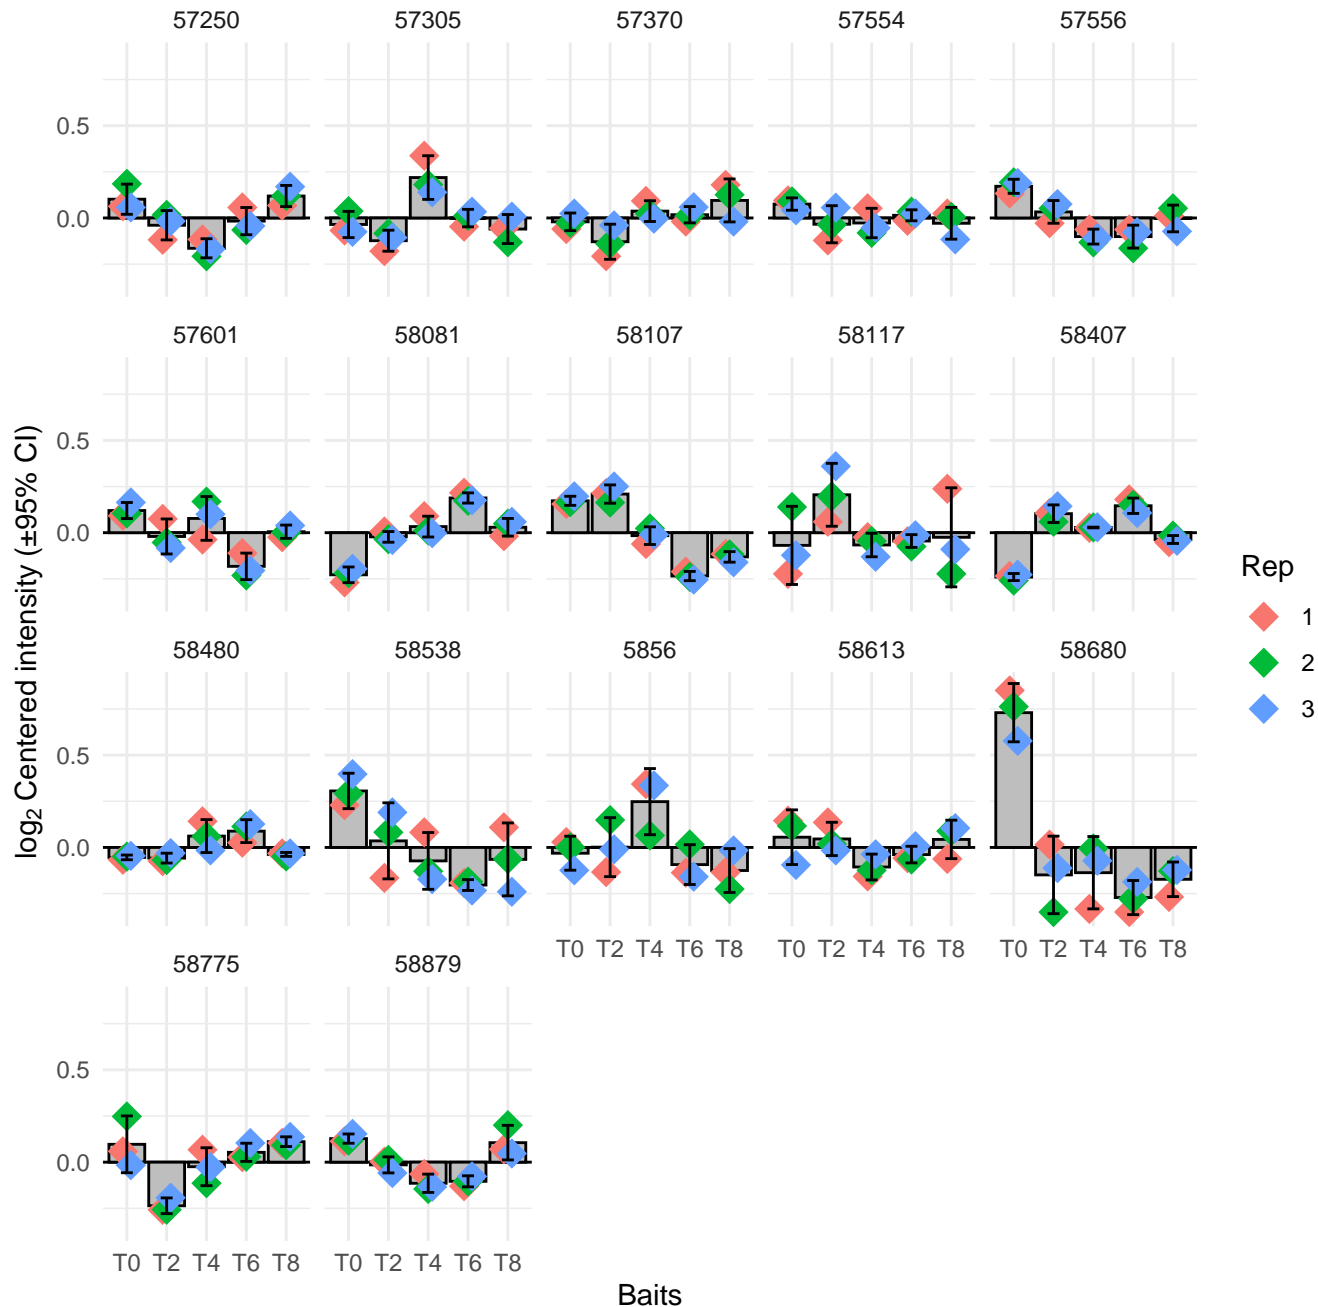 57250 57305 57370 57554 57556
0.5
0.0
57601 58081 58107 58117 58407
0.5
0.0
58480 58538 5856 58613 58680
0.5
0.0
T0 T2 T4 T6 T8 T0 T2 T4 T6 T8 T0 T2 T4 T6 T8
58775 58879
0.5
0.0
T0 T2 T4 T6 T8 T0 T2 T4 T6 T8
Baits
log₂ Centered intensity (±95% CI)
Rep
1
2
3